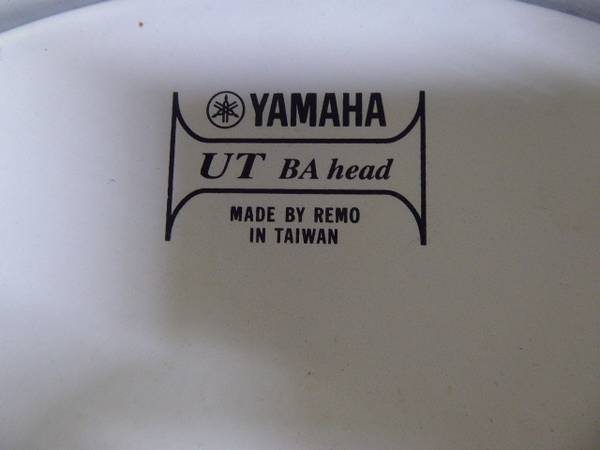 YAMAHA
UT BA head
MADE BY REMO
IN TAIWAN